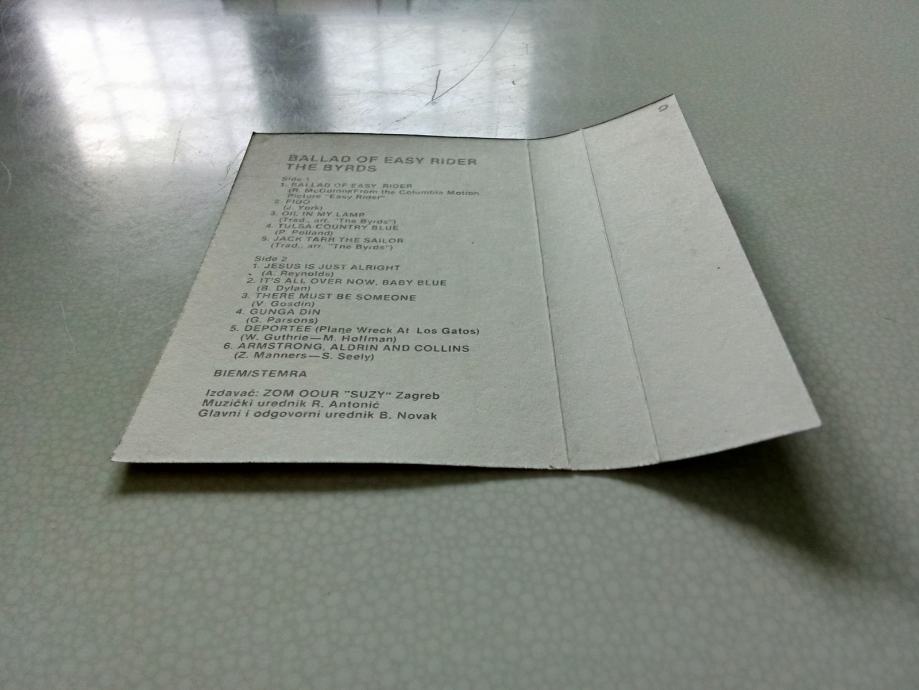 BALLAD OF EASY RIDER
THE BYRDS
Side 1
1. BALLAD OF EASY RIDER
(R. McGuinn/From the Columbia Motion
Picture "Easy Rider"
2. FIDO
(J. York)
3. OIL IN MY LAMP
(Trad., arr. "The Byrds")
4. TULSA COUNTRY BLUE
(P. Polland)
5. JACK TARR THE SAILOR
(Trad., arr. "The Byrds")
Side 2
1. JESUS IS JUST ALRIGHT
(A. Reynolds)
2. IT'S ALL OVER NOW, BABY BLUE
(B. Dylan)
3. THERE MUST BE SOMEONE
(V. Gosdin)
4. GUNGA DIN
(G. Parsons)
5. DEPORTEE (Plane Wreck At Los Gatos)
(W. Guthrie—M. Hoffman)
6. ARMSTRONG, ALDRIN AND COLLINS
(Z. Manners—S. Seely)
BIEM/STEMRA
Izdavač: ZOM OOUR "SUZY" Zagreb
Muzički urednik R. Antonić
Glavni i odgovorni urednik B. Novak